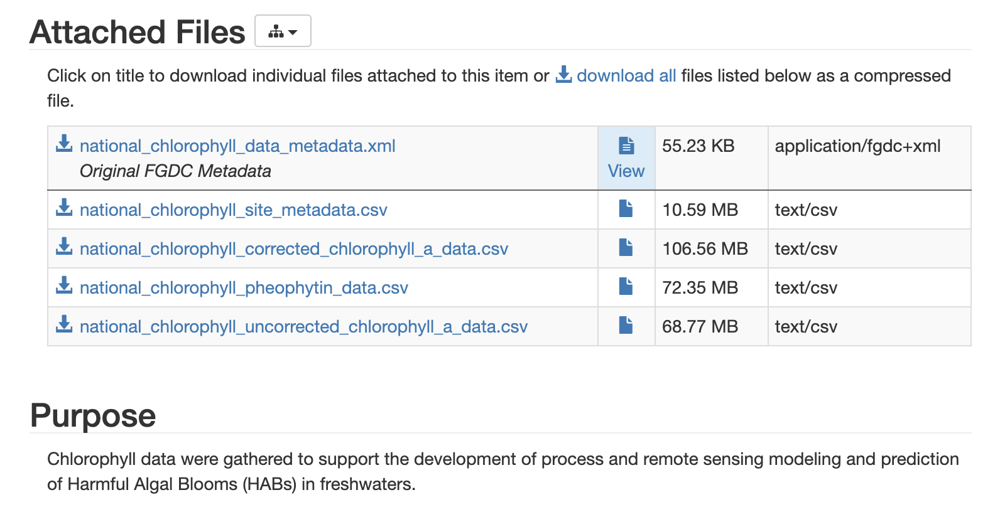 Attached Files
Click on title to download individual files attached to this item or download all files listed below as a compressed
file.
national_chlorophyll_data_metadata.xml View 55.23 KB application/fgdc+xml
Original FGDC Metadata
national_chlorophyll_site_metadata.csv 10.59 MB text/csv
national_chlorophyll_corrected_chlorophyll_a_data.csv 106.56 MB text/csv
national_chlorophyll_pheophytin_data.csv 72.35 MB text/csv
national_chlorophyll_uncorrected_chlorophyll_a_data.csv 68.77 MB text/csv
Purpose
Chlorophyll data were gathered to support the development of process and remote sensing modeling and prediction
of Harmful Algal Blooms (HABs) in freshwaters.